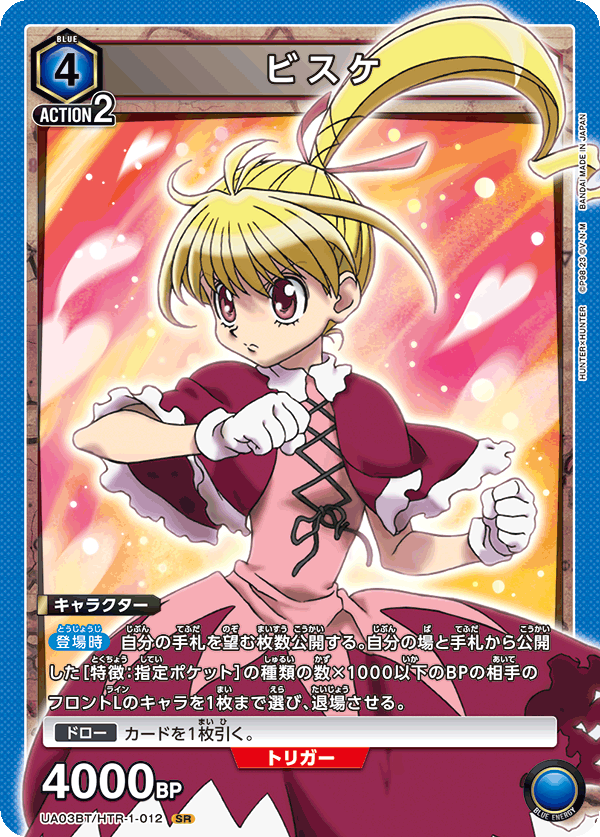 BLUE
4
ビスケ
ACTION2
HUNTER×HUNTER ©P98-23 ©V・N・M BANDAI MADE IN JAPAN
キャラクター
登場時 自分の手札を望む枚数公開する。自分の場と手札から公開
した[特徴:指定ポケット]の種類の数×1000以下のBPの相手の
フロントLのキャラを1枚まで選び、退場させる。
ドロー カードを1枚引く。
トリガー
4000BP
UA03BT/HTR-1-012 SR
BLUE ENERGY